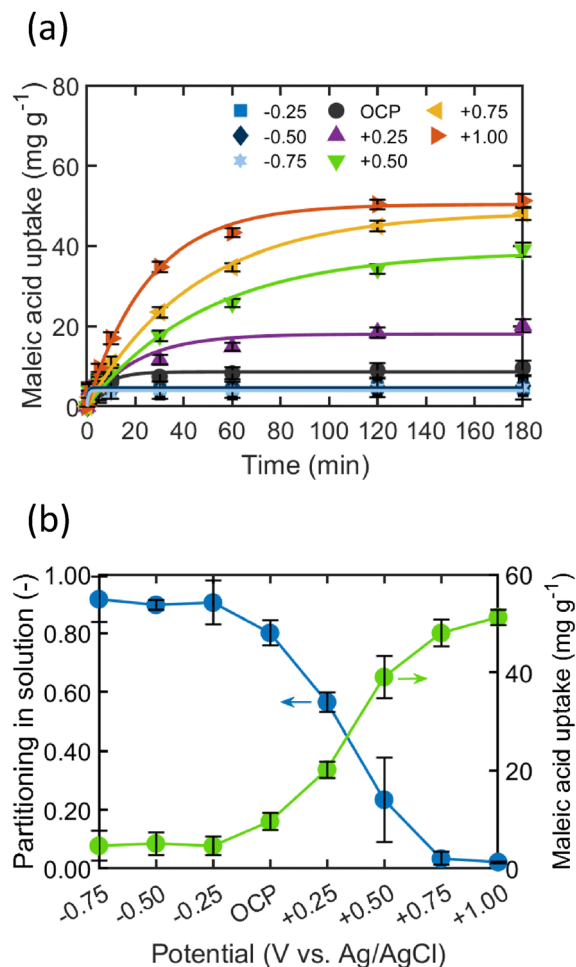 (a)
Maleic acid uptake (mg g⁻¹)
80
60
40
20
0
-0.25 OCP +0.75
-0.50 +0.25 +1.00
-0.75 +0.50
0 20 40 60 80 100 120 140 160 180
Time (min)
(b)
Partitioning in solution (-)
1.00
0.80
0.60
0.40
0.20
0.00
60
40
20
0
Maleic acid uptake (mg g⁻¹)
-0.75 -0.50 -0.25 OCP +0.25 +0.50 +0.75 +1.00
Potential (V vs. Ag/AgCl)